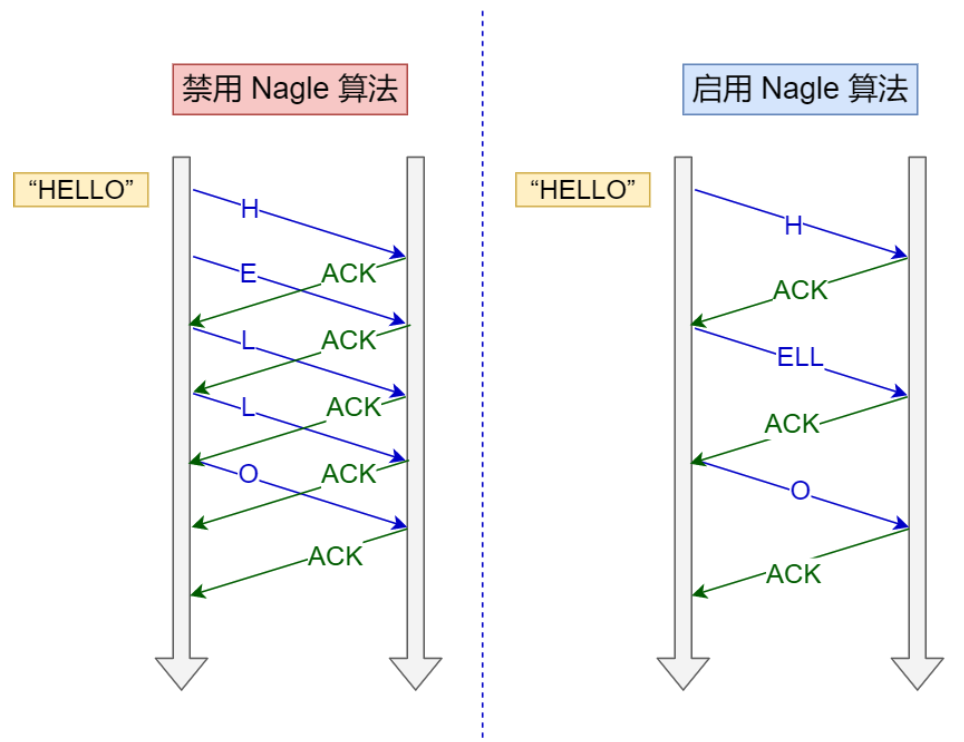 禁用 Nagle 算法
“HELLO”
H
ACK
E
ACK
L
ACK
L
ACK
O
ACK
启用 Nagle 算法
“HELLO”
H
ACK
ELL
ACK
O
ACK